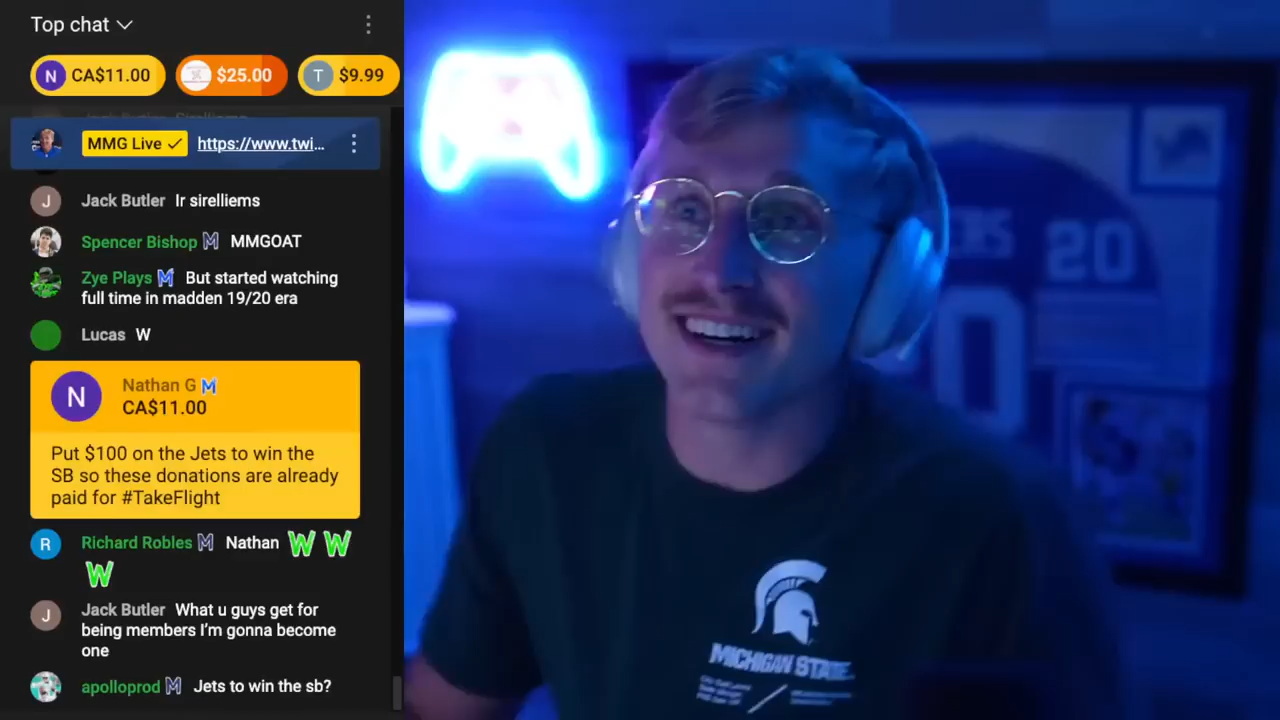 Top chat
N CA$11.00 $25.00 T $9.99
MMG Live https://www.twi...
J Jack Butler Ir sirelliems
Spencer Bishop M MMGOAT
Zye Plays M But started watching
full time in madden 19/20 era
Lucas W
N Nathan G M
CA$11.00
Put $100 on the Jets to win the
SB so these donations are already
paid for #TakeFlight
R Richard Robles M Nathan W W
W
J Jack Butler What u guys get for
being members I'm gonna become
one
apolloprod M Jets to win the sb?
20
MICHIGAN STATE